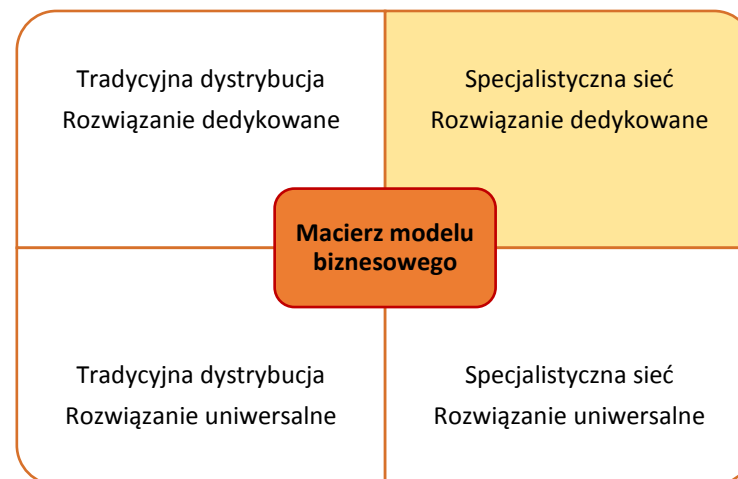 Tradycyjna dystrybucja
Rozwiązanie dedykowane
Specjalistyczna sieć
Rozwiązanie dedykowane
Macierz modelu
biznesowego
Tradycyjna dystrybucja
Rozwiązanie uniwersalne
Specjalistyczna sieć
Rozwiązanie uniwersalne